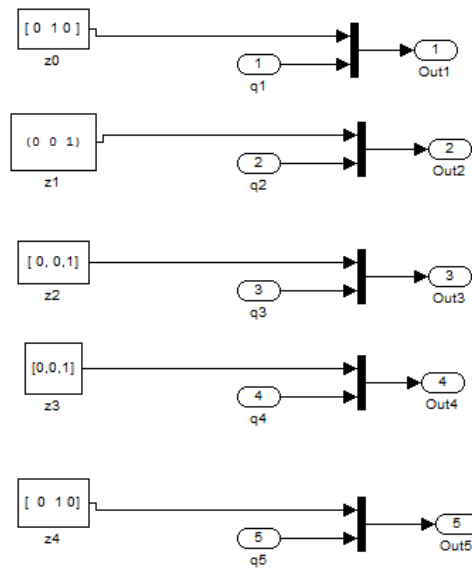 [ 0 1 0 ]
z0
1
q1
1
Out1
(0 0 1)
z1
2
q2
2
Out2
[ 0, 0,1]
z2
3
q3
3
Out3
[0,0,1]
z3
4
q4
4
Out4
[ 0 1 0]
z4
5
q5
5
Out5